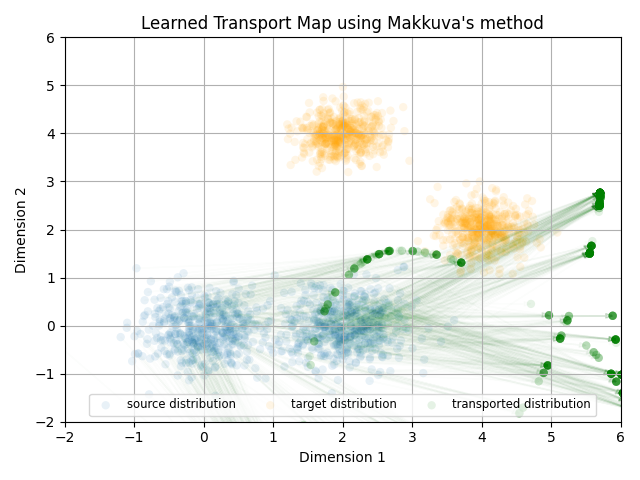 Learned Transport Map using Makkuva's method
6
5
4
3
2
1
0
−1
−2
Dimension 2
source distribution target distribution transported distribution
−2 −1 0 1 2 3 4 5 6
Dimension 1